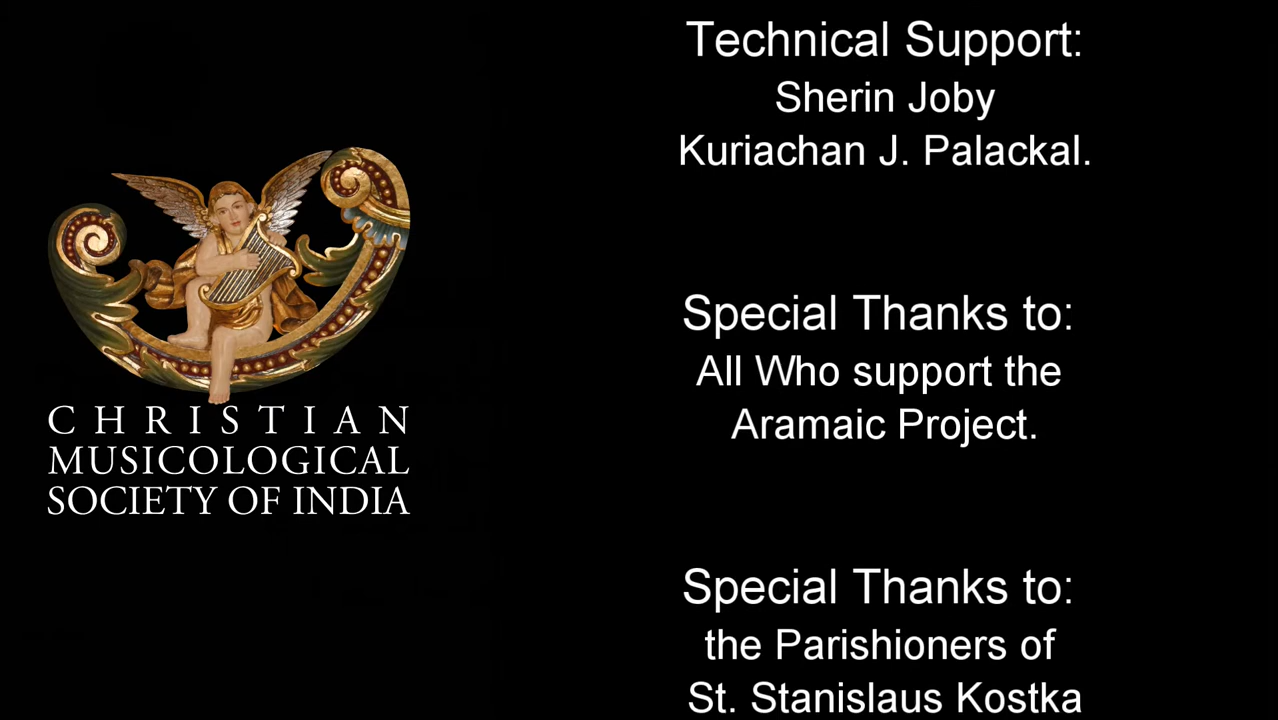 CHRISTIAN
MUSICOLOGICAL
SOCIETY OF INDIA
Technical Support:
Sherin Joby
Kuriachan J. Palackal.
Special Thanks to:
All Who support the
Aramaic Project.
Special Thanks to:
the Parishioners of
St. Stanislaus Kostka